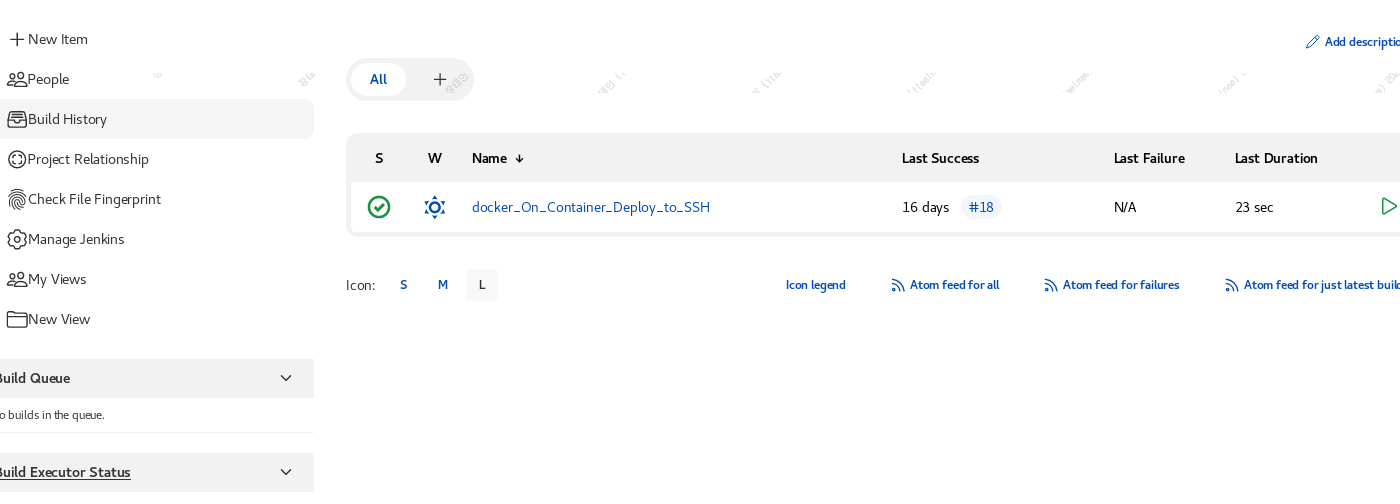 New Item
People
Build History
Project Relationship
Check File Fingerprint
Manage Jenkins
My Views
New View
Build Queue
o builds in the queue.
Build Executor Status
Add descriptio
All
S W Name ↓ Last Success Last Failure Last Duration
docker_On_Container_Deploy_to_SSH 16 days #18 N/A 23 sec
Icon: S M L
Icon legend Atom feed for all Atom feed for failures Atom feed for just latest build